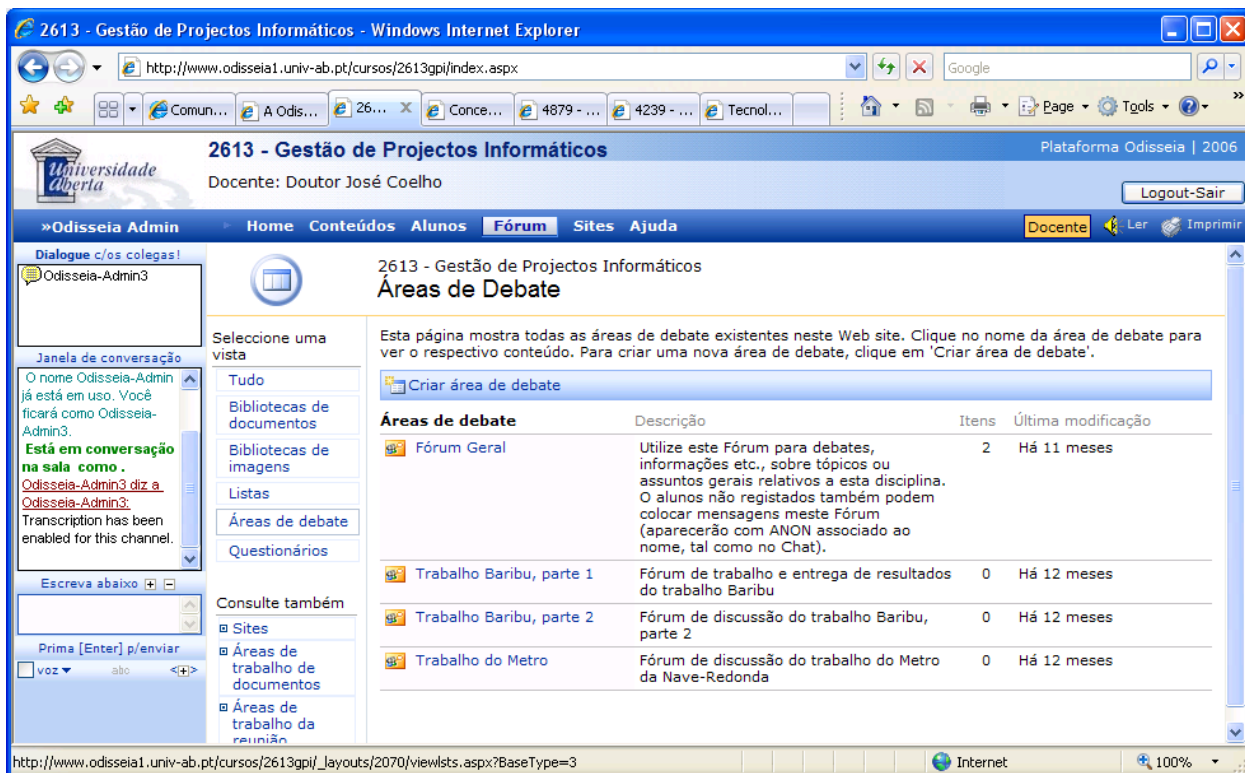 2613 - Gestão de Projectos Informáticos - Windows Internet Explorer
http://www.odisseia1.univ-ab.pt/cursos/2613gpi/index.aspx
Google
Comun... A Odis... 26... X Conce... 4879 - ... 4239 - ... Tecnol... Page Tools »
Universidade
Aberta
2613 - Gestão de Projectos Informáticos
Plataforma Odisseia | 2006
Docente: Doutor José Coelho
Logout-Sair
»Odisseia Admin Home Conteúdos Alunos Fórum Sites Ajuda Docente Ler Imprimir
Dialogue c/os colegas!
Odisseia-Admin3
Janela de conversação
O nome Odisseia-Admin
já está em uso. Você
ficará como Odisseia-
Admin3.
Está em conversação
na sala como .
Odisseia-Admin3 diz a
Odisseia-Admin3:
Transcription has been
enabled for this channel.
Escreva abaixo + -
Prima [Enter] p/enviar
voz abc <+>
Seleccione uma
vista
Tudo
Bibliotecas de
documentos
Bibliotecas de
imagens
Listas
Áreas de debate
Questionários
Consulte também
Sites
Áreas de
trabalho de
documentos
Áreas de
trabalho da
reunião
2613 - Gestão de Projectos Informáticos
Áreas de Debate
Esta página mostra todas as áreas de debate existentes neste Web site. Clique no nome da área de debate para
ver o respectivo conteúdo. Para criar uma nova área de debate, clique em 'Criar área de debate'.
Criar área de debate
Áreas de debate Descrição Itens Última modificação
Fórum Geral Utilize este Fórum para debates, 2 Há 11 meses
informações etc., sobre tópicos ou
assuntos gerais relativos a esta disciplina.
O alunos não registados também podem
colocar mensagens meste Fórum
(aparecerão com ANON associado ao
nome, tal como no Chat).
Trabalho Baribu, parte 1 Fórum de trabalho e entrega de resultados 0 Há 12 meses
do trabalho Baribu
Trabalho Baribu, parte 2 Fórum de discussão do trabalho Baribu, 0 Há 12 meses
parte 2
Trabalho do Metro Fórum de discussão do trabalho do Metro 0 Há 12 meses
da Nave-Redonda
http://www.odisseia1.univ-ab.pt/cursos/2613gpi/_layouts/2070/viewlsts.aspx?BaseType=3 Internet 100%